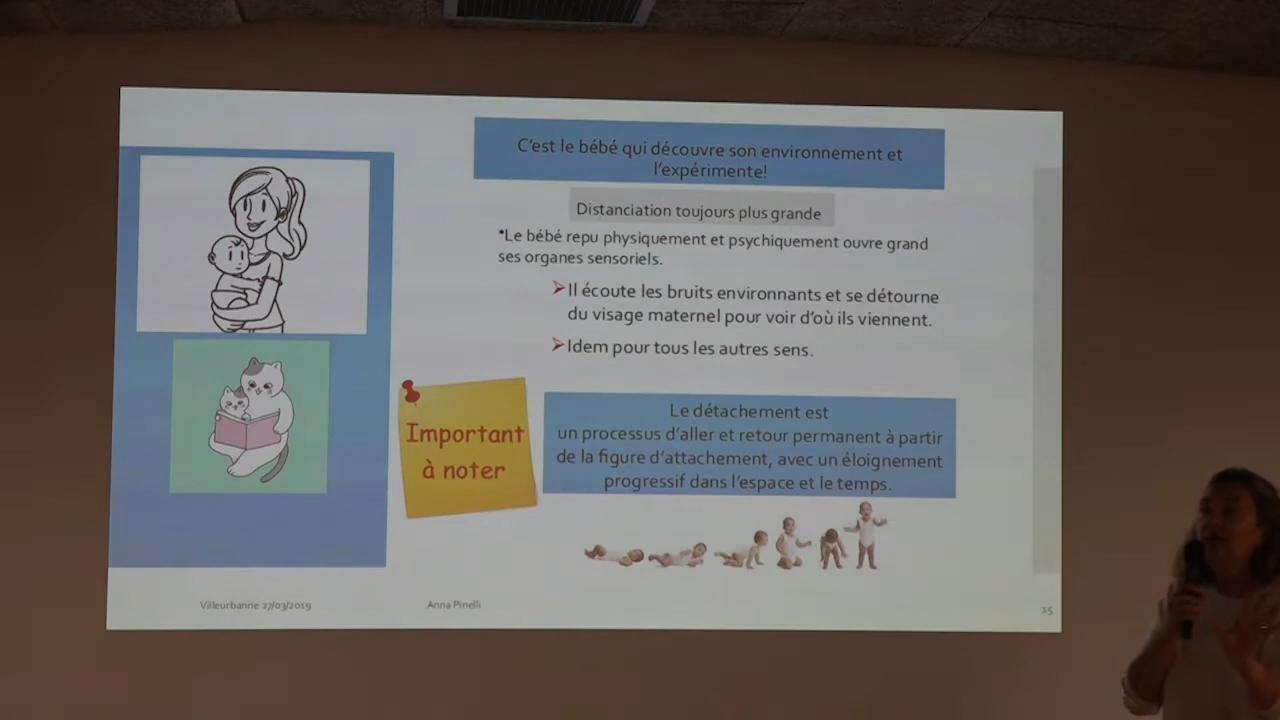 C'est le bébé qui découvre son environnement et
l'expérimente!
Distanciation toujours plus grande
•Le bébé repu physiquement et psychiquement ouvre grand
ses organes sensoriels.
➢Il écoute les bruits environnants et se détourne
du visage maternel pour voir d'où ils viennent.
➢Idem pour tous les autres sens.
Important
à noter
Le détachement est
un processus d'aller et retour permanent à partir
de la figure d'attachement, avec un éloignement
progressif dans l'espace et le temps.
Villeurbanne 27/03/2019
Anna Pinelli
15